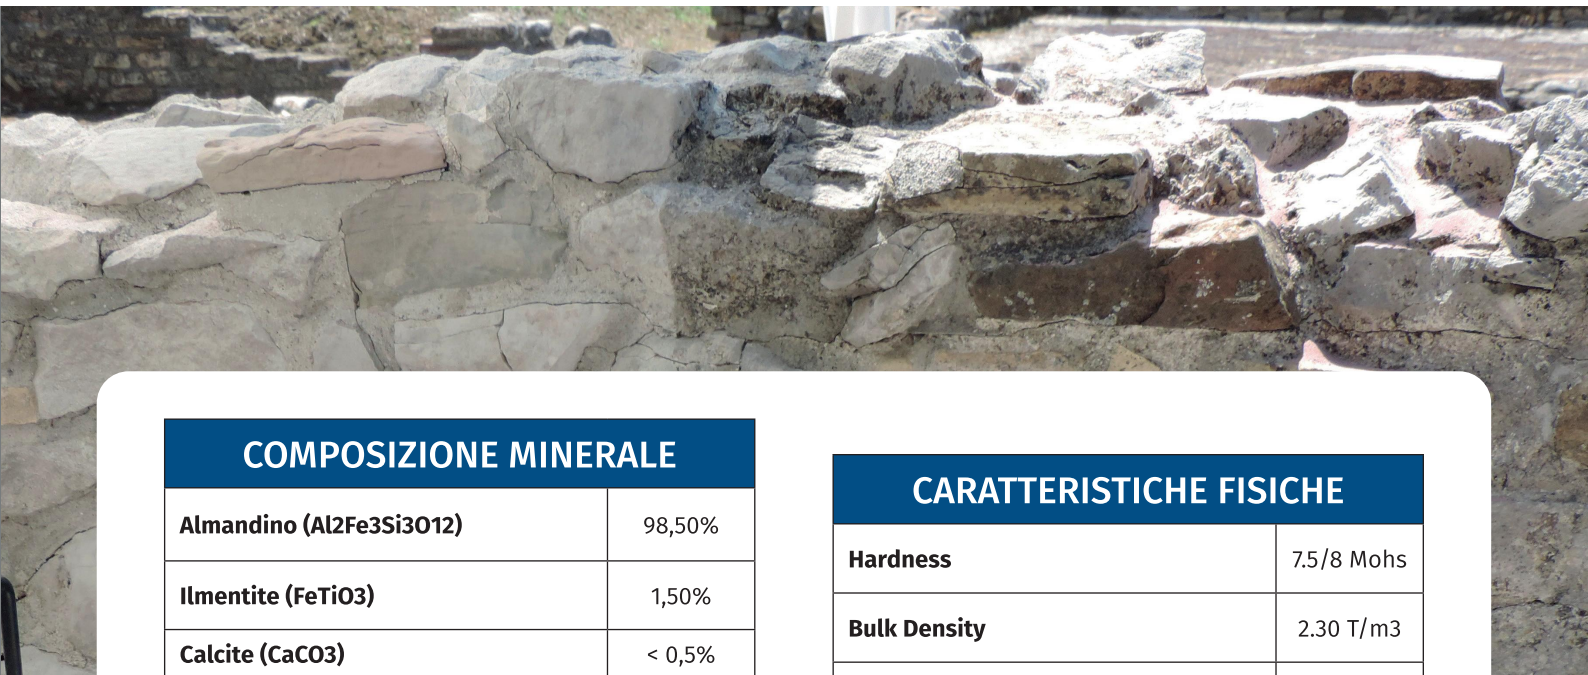 COMPOSIZIONE MINERALE
Almandino (Al2Fe3Si3O12) 98,50%
Ilmentite (FeTiO3) 1,50%
Calcite (CaCO3) < 0,5%
CARATTERISTICHE FISICHE
Hardness 7.5/8 Mohs
Bulk Density 2.30 T/m3